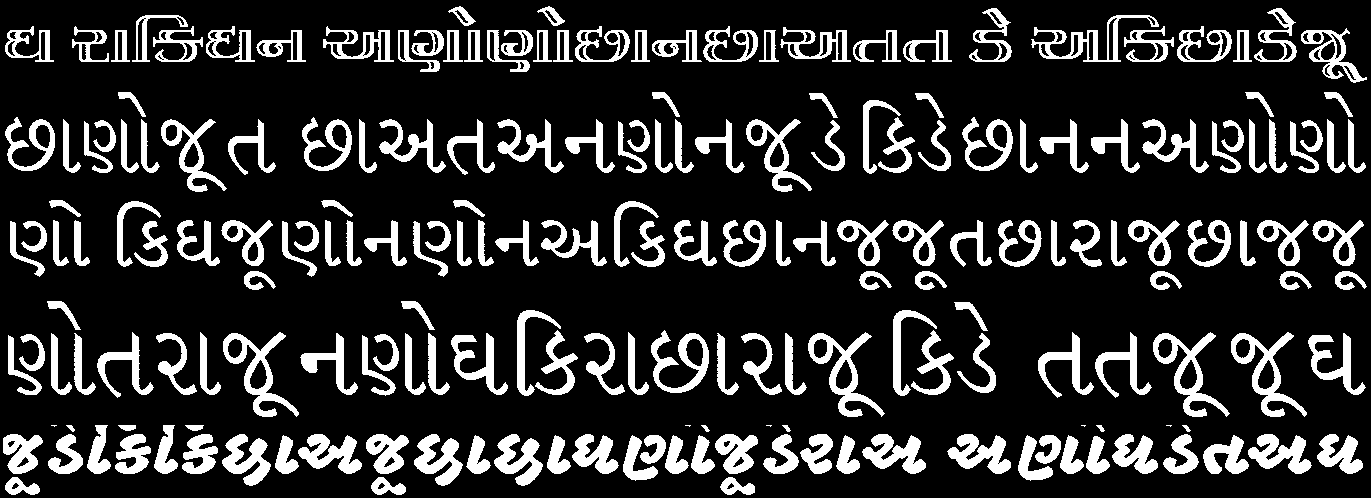 ઘ રાકિઘન અણોણોછાનછાઅતત ડે અકિછાડેજૂ
છાણોજૂત છાઅતઅનણોનજૂડેકિડેછાનનઅણોણો
ણો કિઘજૂણોનણોનઅકિઘછાનજૂજૂતછારાજૂછાજૂજૂ
ણોતરાજૂનણોઘકિરાછારાજૂકિડે તતજૂજૂઘ
જૂડેકિકિછાઅજૂછાછાઘણોજૂડેરાઅ અણોઘડેતઅઘ